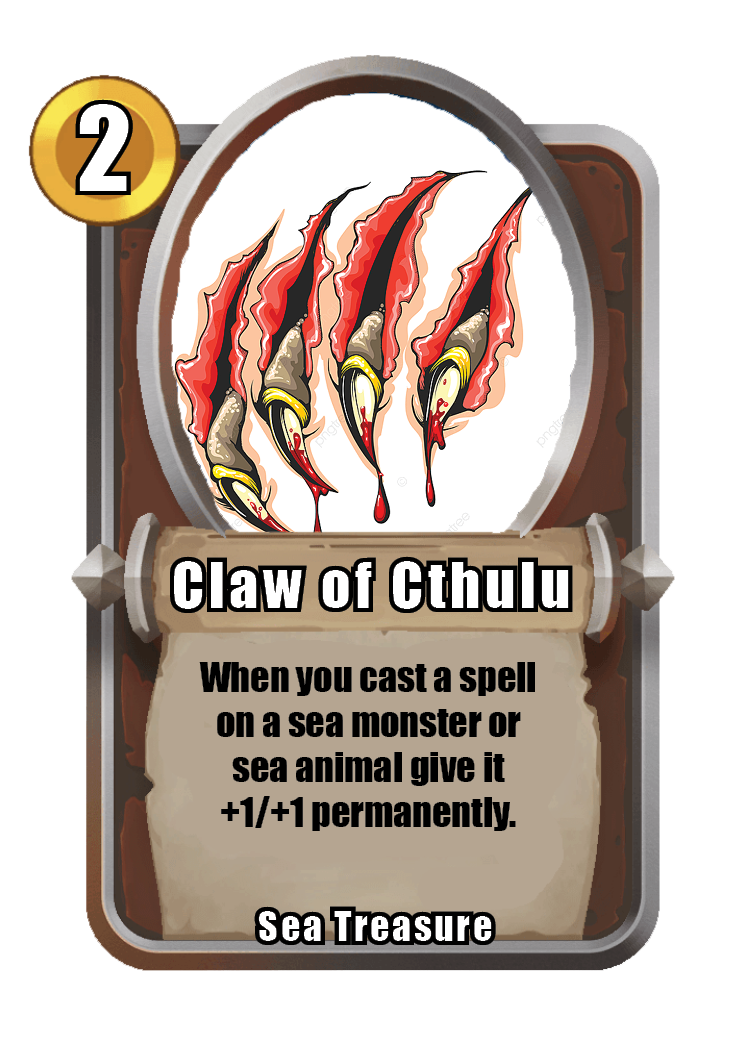 2
Claw of Cthulu
When you cast a spell
on a sea monster or
sea animal give it
+1/+1 permanently.
Sea Treasure